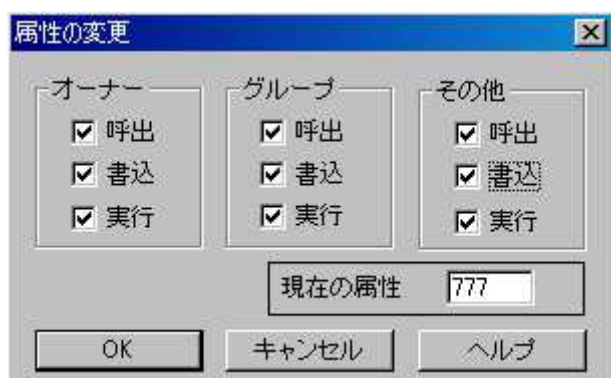 属性の変更
オーナー グループ その他
呼出 呼出 呼出
書込 書込 書込
実行 実行 実行
現在の属性 777
OK キャンセル ヘルプ